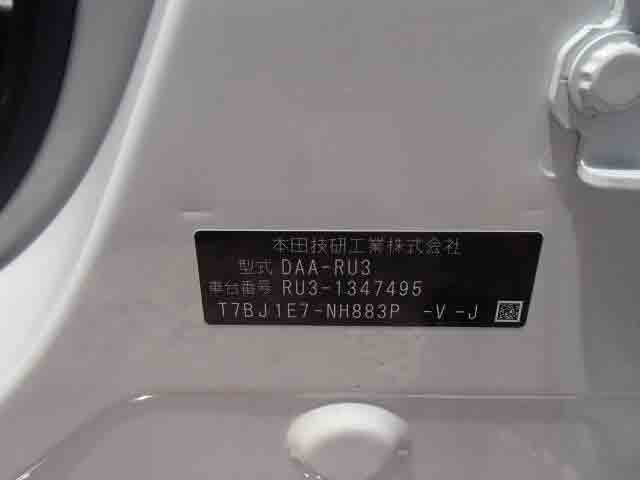 本田技研工業株式会社
型式 DAA-RU3
車台番号 RU3-1347495
T7BJ1E7-NH883P -V -J